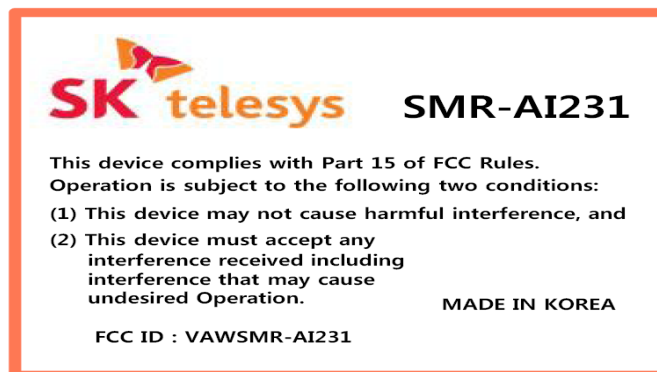 SK telesys SMR-AI231
This device complies with Part 15 of FCC Rules.
Operation is subject to the following two conditions:
(1) This device may not cause harmful interference, and
(2) This device must accept any
interference received including
interference that may cause
undesired Operation.
MADE IN KOREA
FCC ID : VAWSMR-AI231